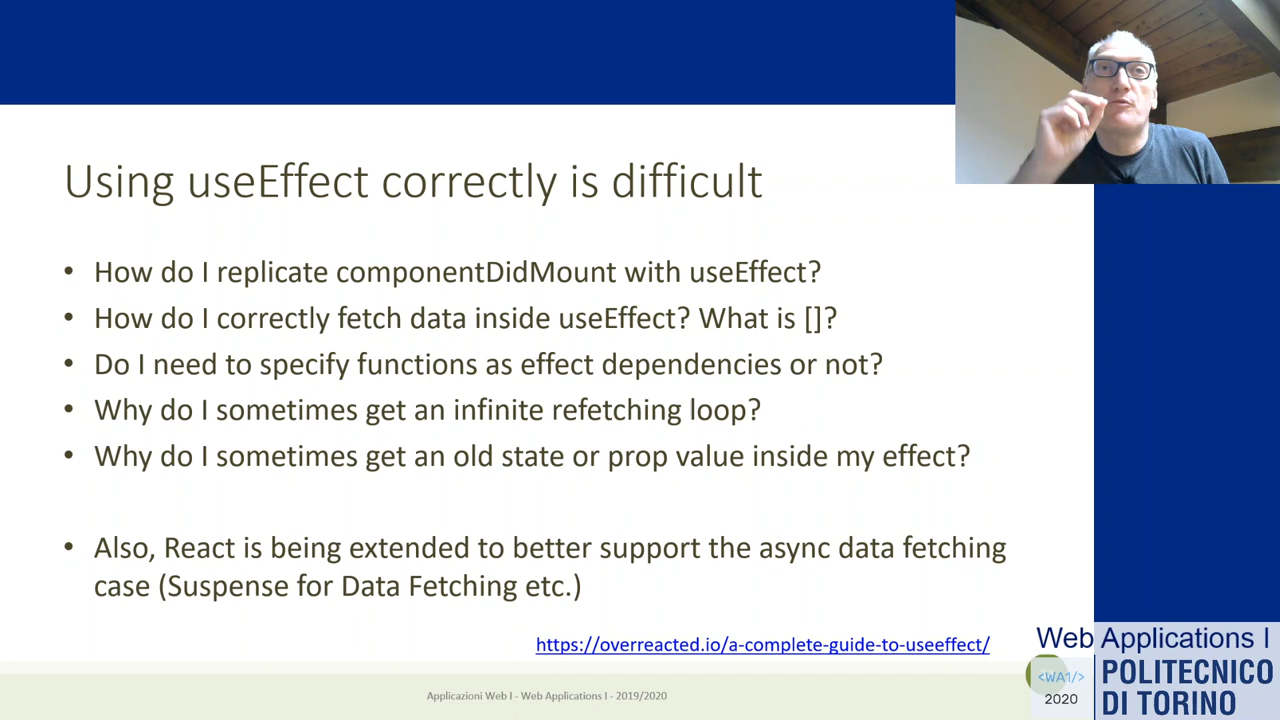 Using useEffect correctly is difficult
• How do I replicate componentDidMount with useEffect?
• How do I correctly fetch data inside useEffect? What is []?
• Do I need to specify functions as effect dependencies or not?
• Why do I sometimes get an infinite refetching loop?
• Why do I sometimes get an old state or prop value inside my effect?
• Also, React is being extended to better support the async data fetching
case (Suspense for Data Fetching etc.)
https://overreacted.io/a-complete-guide-to-useeffect/
Applicazioni Web I - Web Applications I - 2019/2020
Web Applications I
<WA1/>
2020
POLITECNICO
DI TORINO